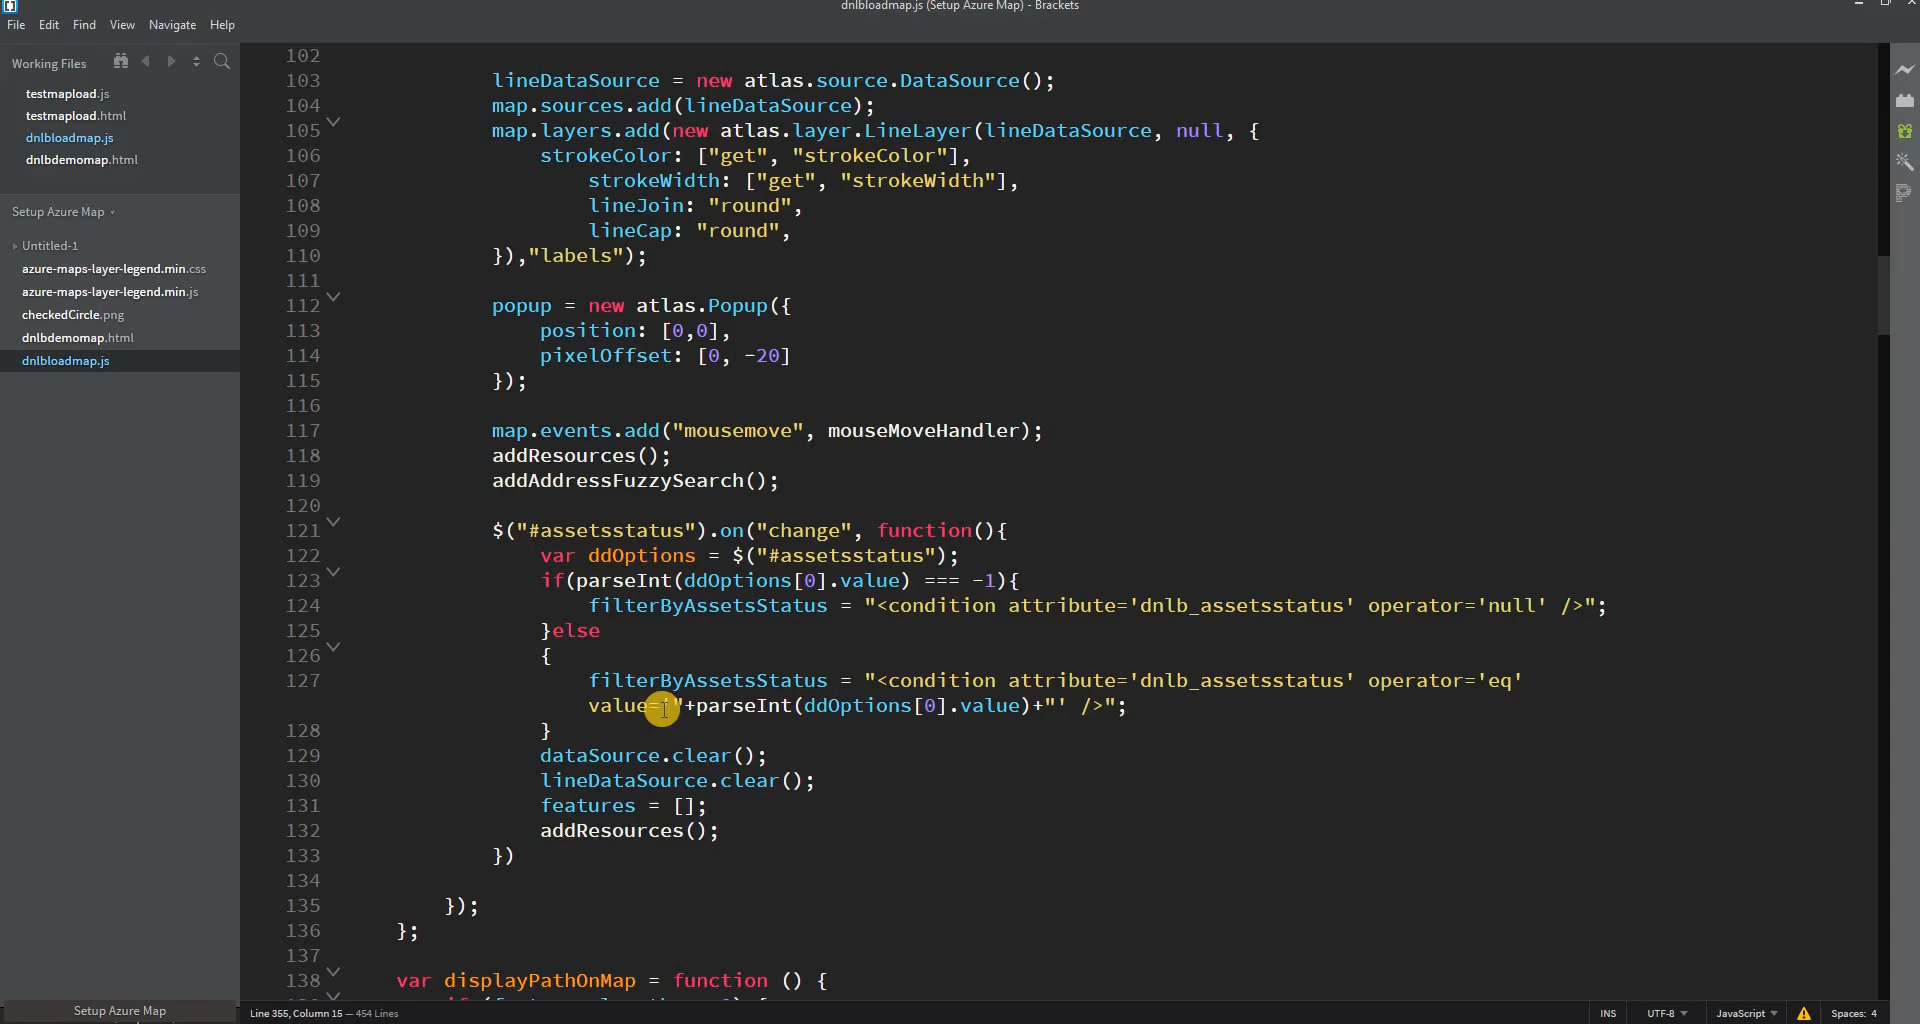 dnlbloadmap.js (Setup Azure Map) - Brackets
File Edit Find View Navigate Help
Working Files
testmapload.js
testmapload.html
dnlbloadmap.js
dnlbdemomap.html
Setup Azure Map
Untitled-1
azure-maps-layer-legend.min.css
azure-maps-layer-legend.min.js
checkedCircle.png
dnlbdemomap.html
dnlbloadmap.js
Setup Azure Map
102
103 lineDataSource = new atlas.source.DataSource();
104 map.sources.add(lineDataSource);
105 map.layers.add(new atlas.layer.LineLayer(lineDataSource, null, {
106 strokeColor: ["get", "strokeColor"],
107 strokeWidth: ["get", "strokeWidth"],
108 lineJoin: "round",
109 lineCap: "round",
110 }),"labels");
111
112 popup = new atlas.Popup({
113 position: [0,0],
114 pixelOffset: [0, -20]
115 });
116
117 map.events.add("mousemove", mouseMoveHandler);
118 addResources();
119 addAddressFuzzySearch();
120
121 $("#assetsstatus").on("change", function(){
122 var ddOptions = $("#assetsstatus");
123 if(parseInt(ddOptions[0].value) === -1){
124 filterByAssetsStatus = "<condition attribute='dnlb_assetsstatus' operator='null' />";
125 }else
126 {
127 filterByAssetsStatus = "<condition attribute='dnlb_assetsstatus' operator='eq'
value='"+parseInt(ddOptions[0].value)+"' />";
128 }
129 dataSource.clear();
130 lineDataSource.clear();
131 features = [];
132 addResources();
133 })
134
135 });
136 };
137
138 var displayPathOnMap = function () {
Line 355, Column 15 — 454 Lines
INS UTF-8 JavaScript Spaces: 4